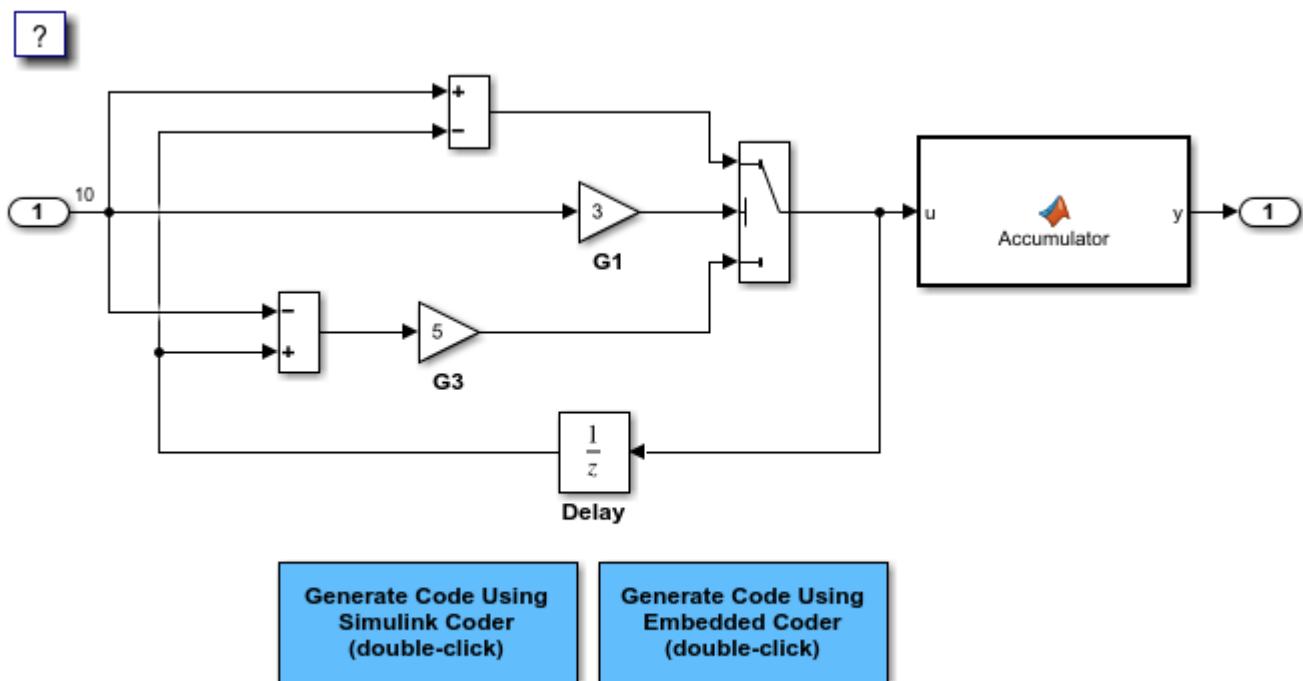 ?
+
−
10
1
3
G1
u
Accumulator
y
1
−
+
5
G3
1
z
Delay
Generate Code Using
Simulink Coder
(double-click)
Generate Code Using
Embedded Coder
(double-click)